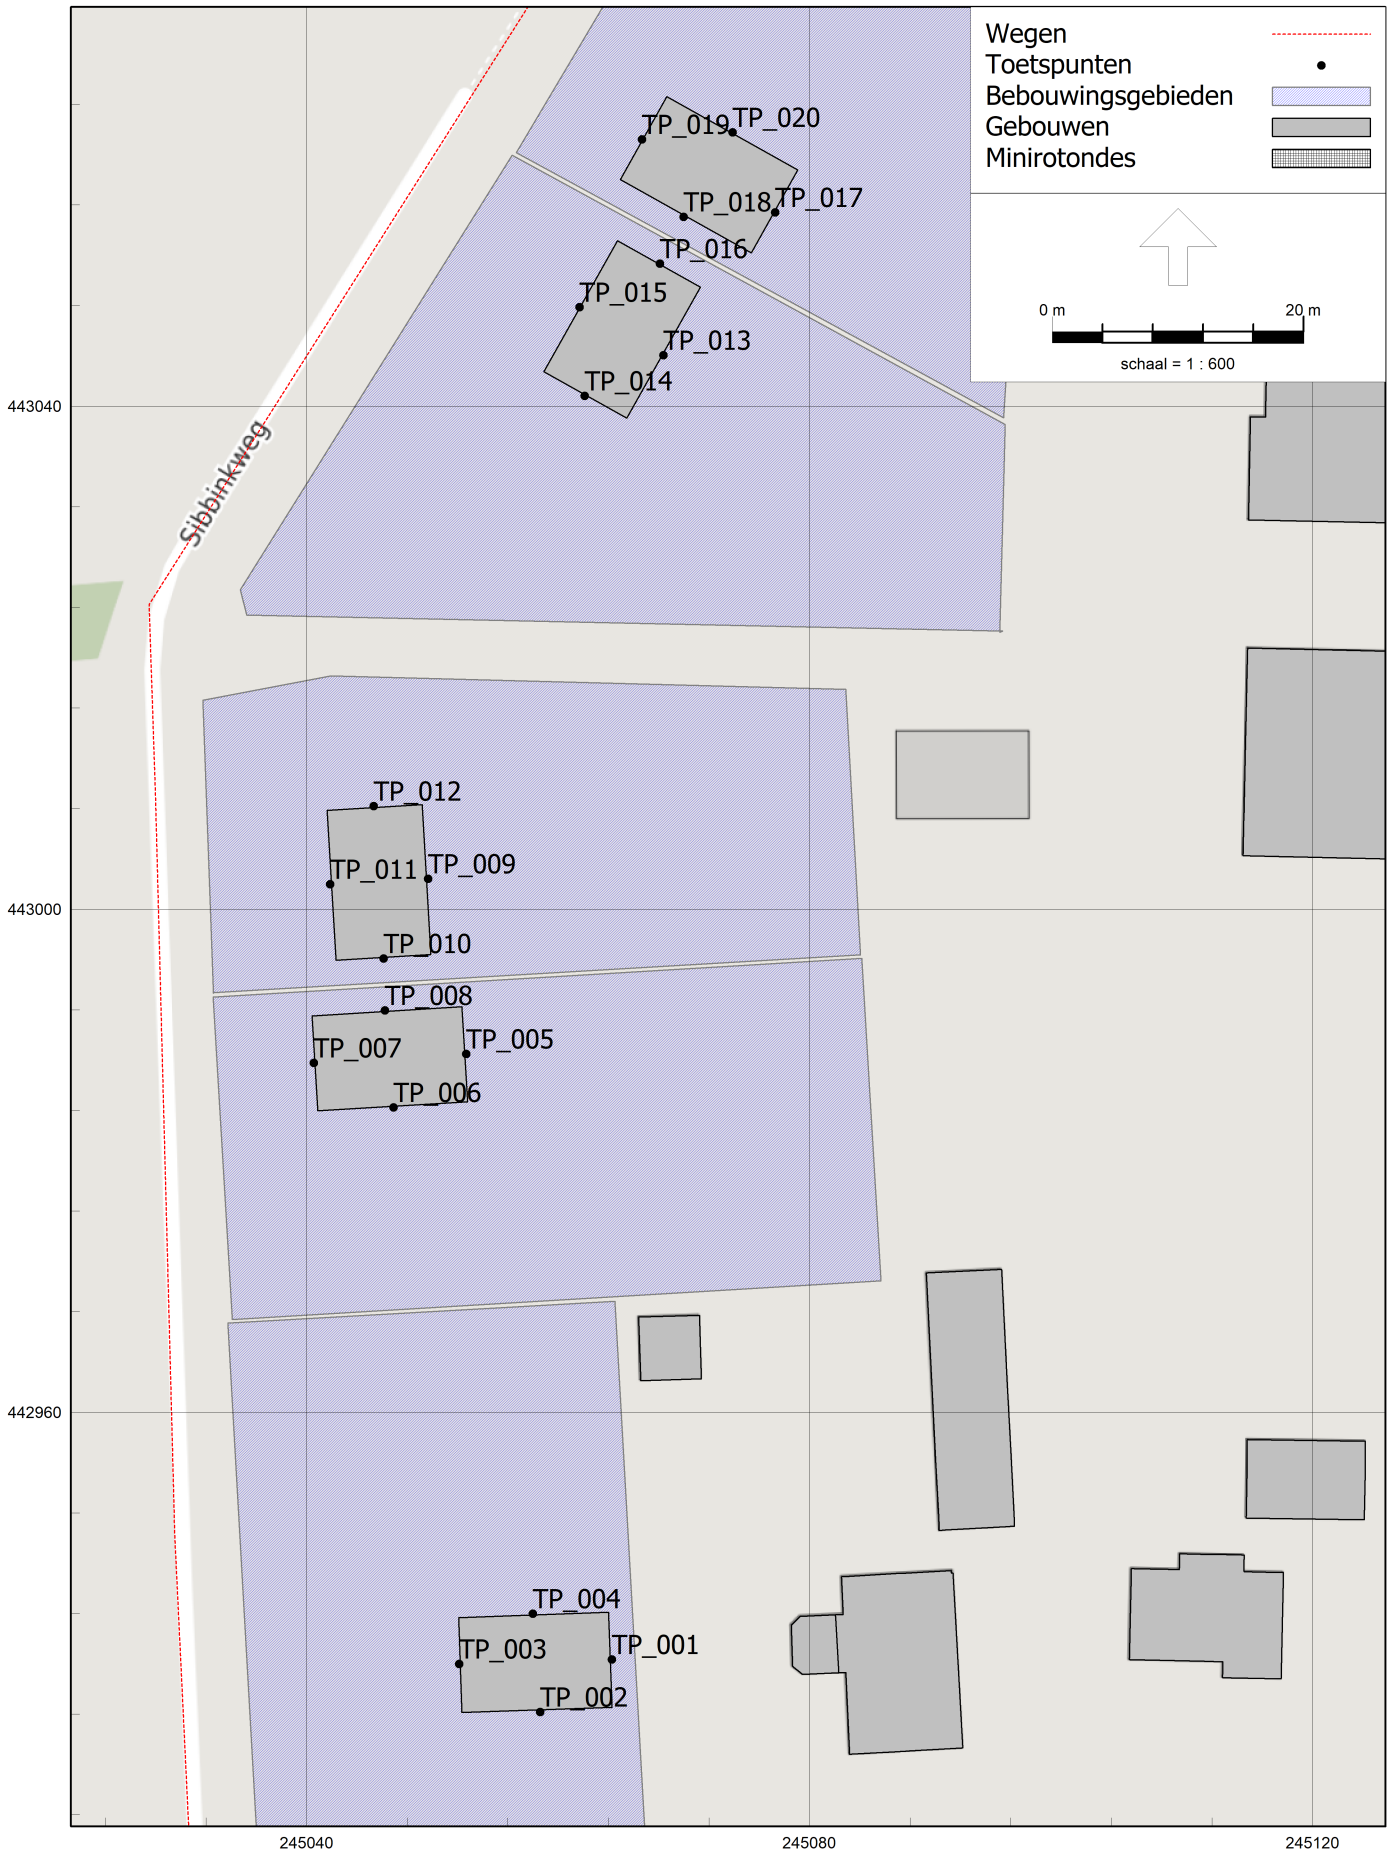 Wegen
Toetspunten
Bebouwingsgebieden
Gebouwen
Minirotondes
0 m 20 m
schaal = 1 : 600
TP_020
TP_019
TP_018
TP_017
TP_016
TP_015
TP_013
TP_014
443040
Sibbinkweg
TP_012
TP_011
TP_009
443000
TP_010
TP_008
TP_005
TP_007
TP_006
442960
TP_004
TP_003
TP_001
TP_002
245040 245080 245120